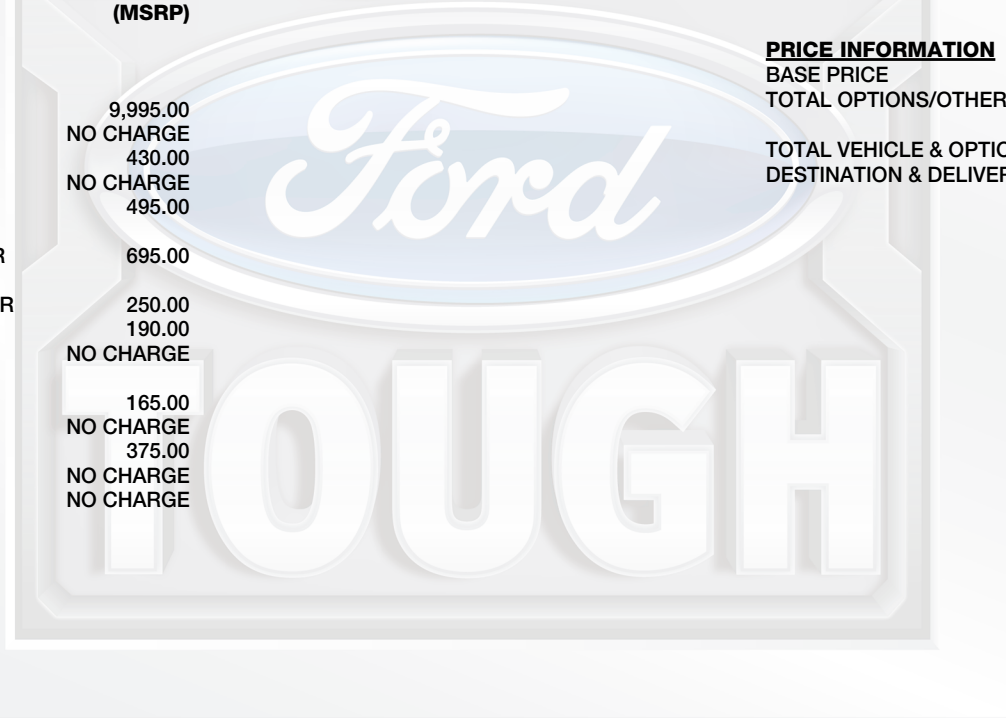 (MSRP)
9,995.00
NO CHARGE
430.00
NO CHARGE
495.00
R 695.00
R 250.00
190.00
NO CHARGE
165.00
NO CHARGE
375.00
NO CHARGE
NO CHARGE
PRICE INFORMATION
BASE PRICE
TOTAL OPTIONS/OTHER
TOTAL VEHICLE & OPTIO
DESTINATION & DELIVER
Ford
TOUGH